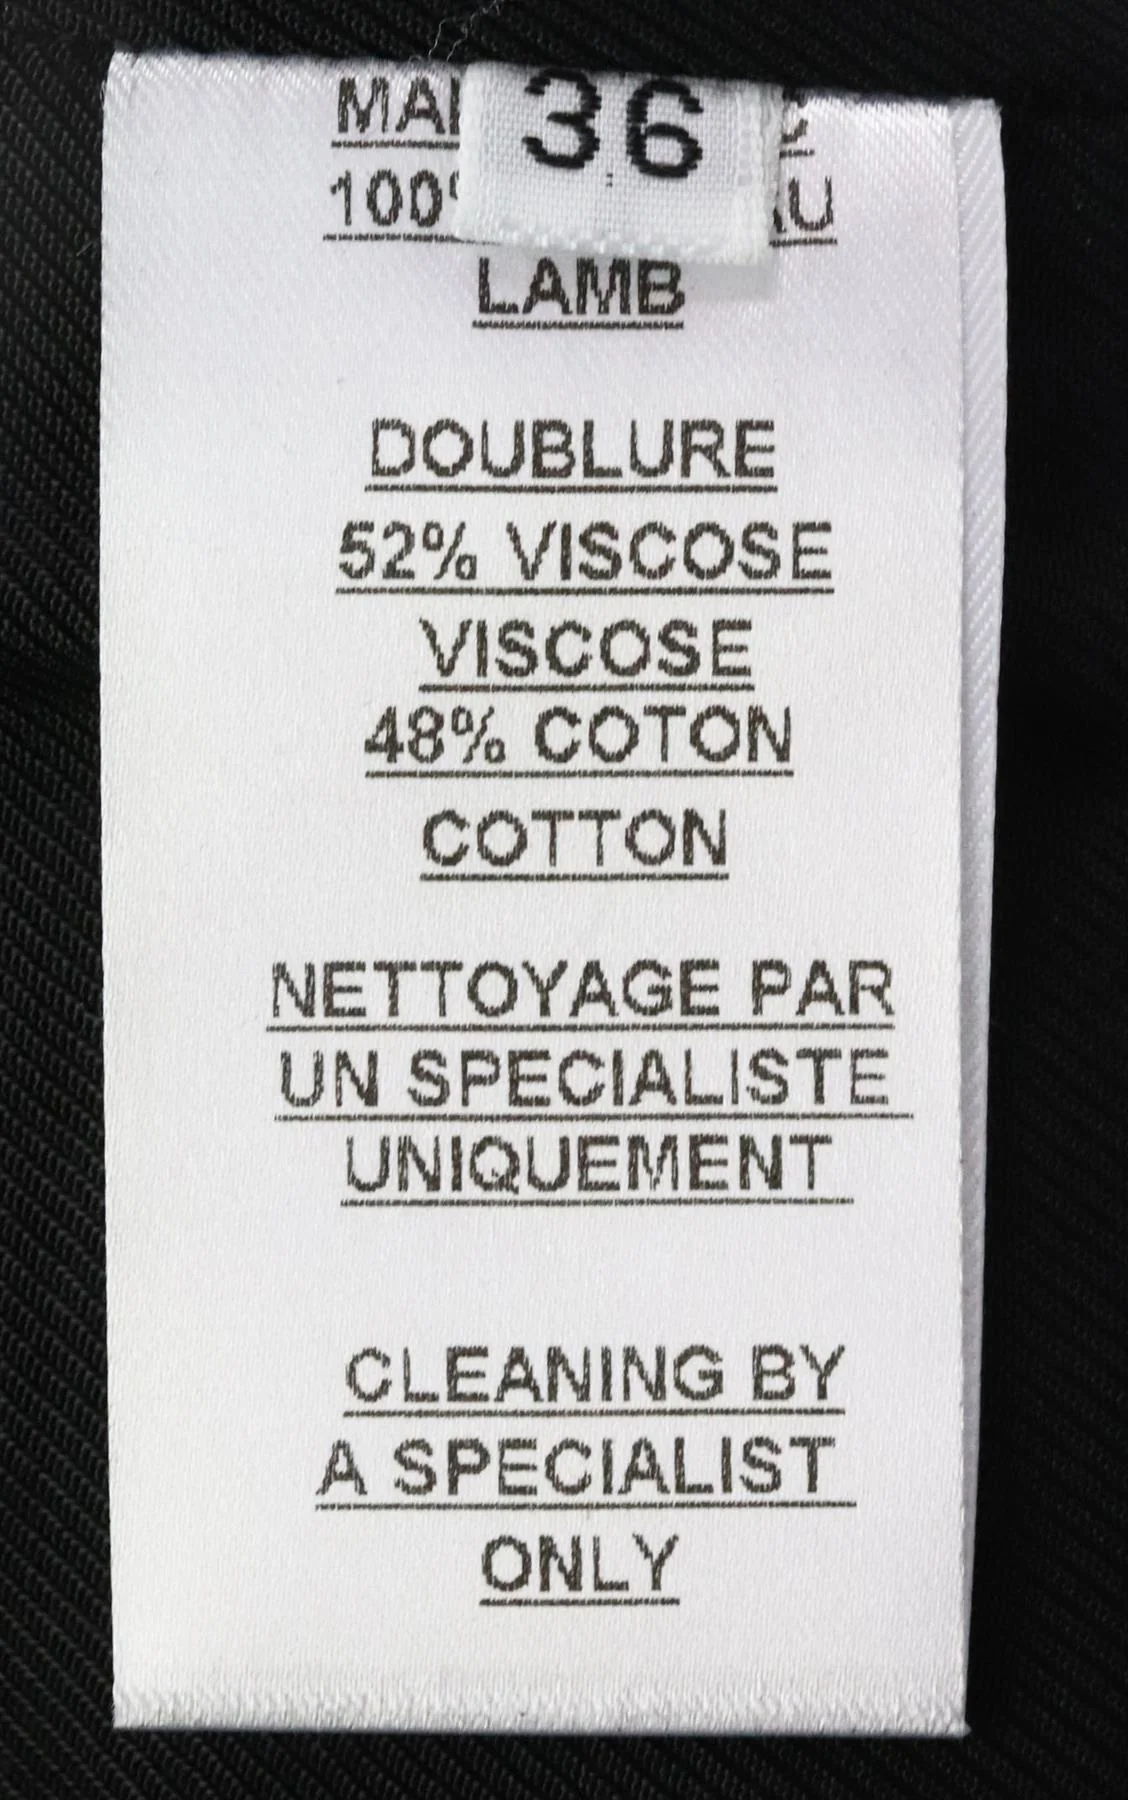 36
LAMB
DOUBLURE
52% VISCOSE
VISCOSE
48% COTON
COTTON
NETTOYAGE PAR
UN SPECIALISTE
UNIQUEMENT
CLEANING BY
A SPECIALIST
ONLY